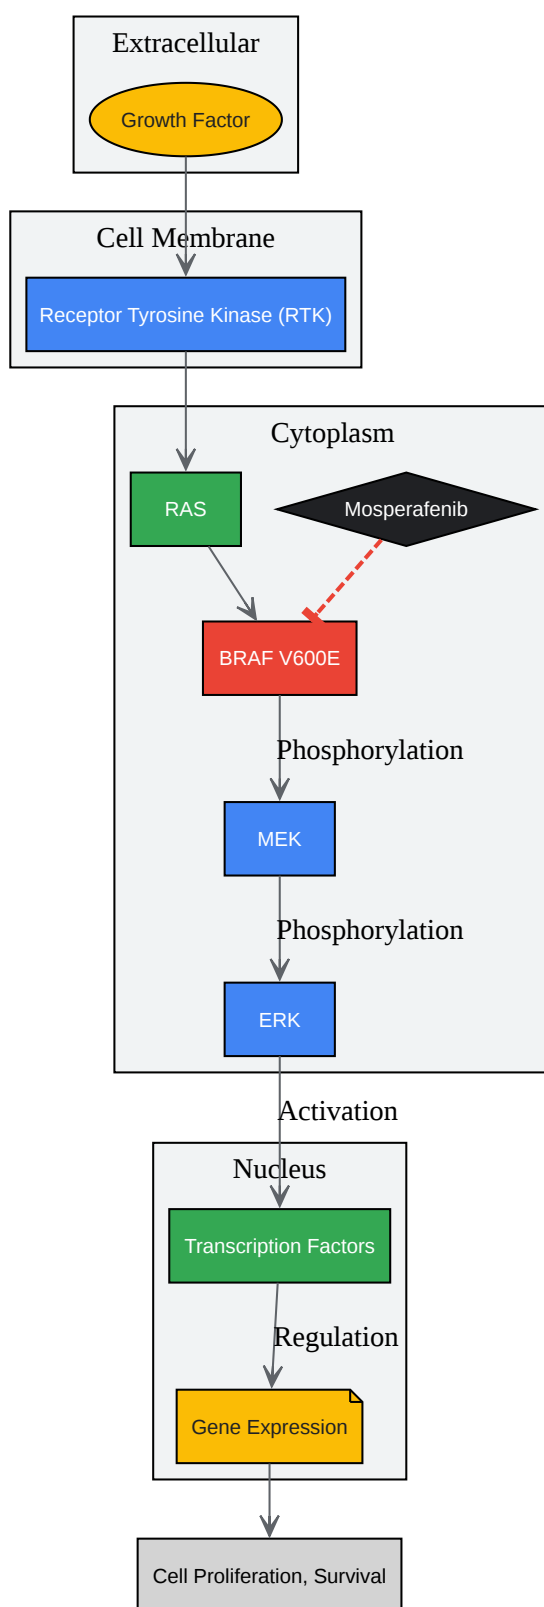 Extracellular
Growth Factor
Cell Membrane
Receptor Tyrosine Kinase (RTK)
Cytoplasm
RAS
Mosperafenib
BRAF V600E
Phosphorylation
MEK
Phosphorylation
ERK
Activation
Nucleus
Transcription Factors
Regulation
Gene Expression
Cell Proliferation, Survival